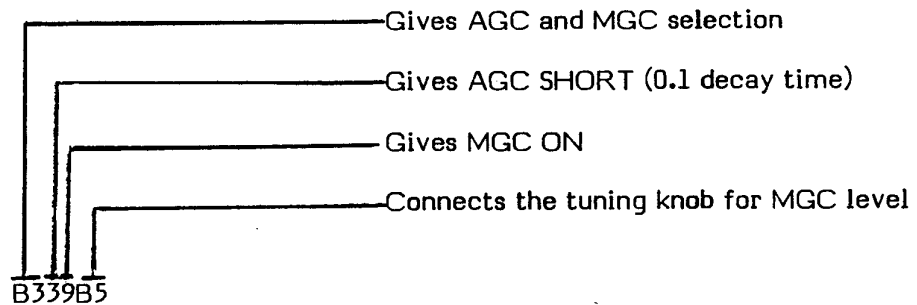 Gives AGC and MGC selection
Gives AGC SHORT (0.1 decay time)
Gives MGC ON
Connects the tuning knob for MGC level
B339B5